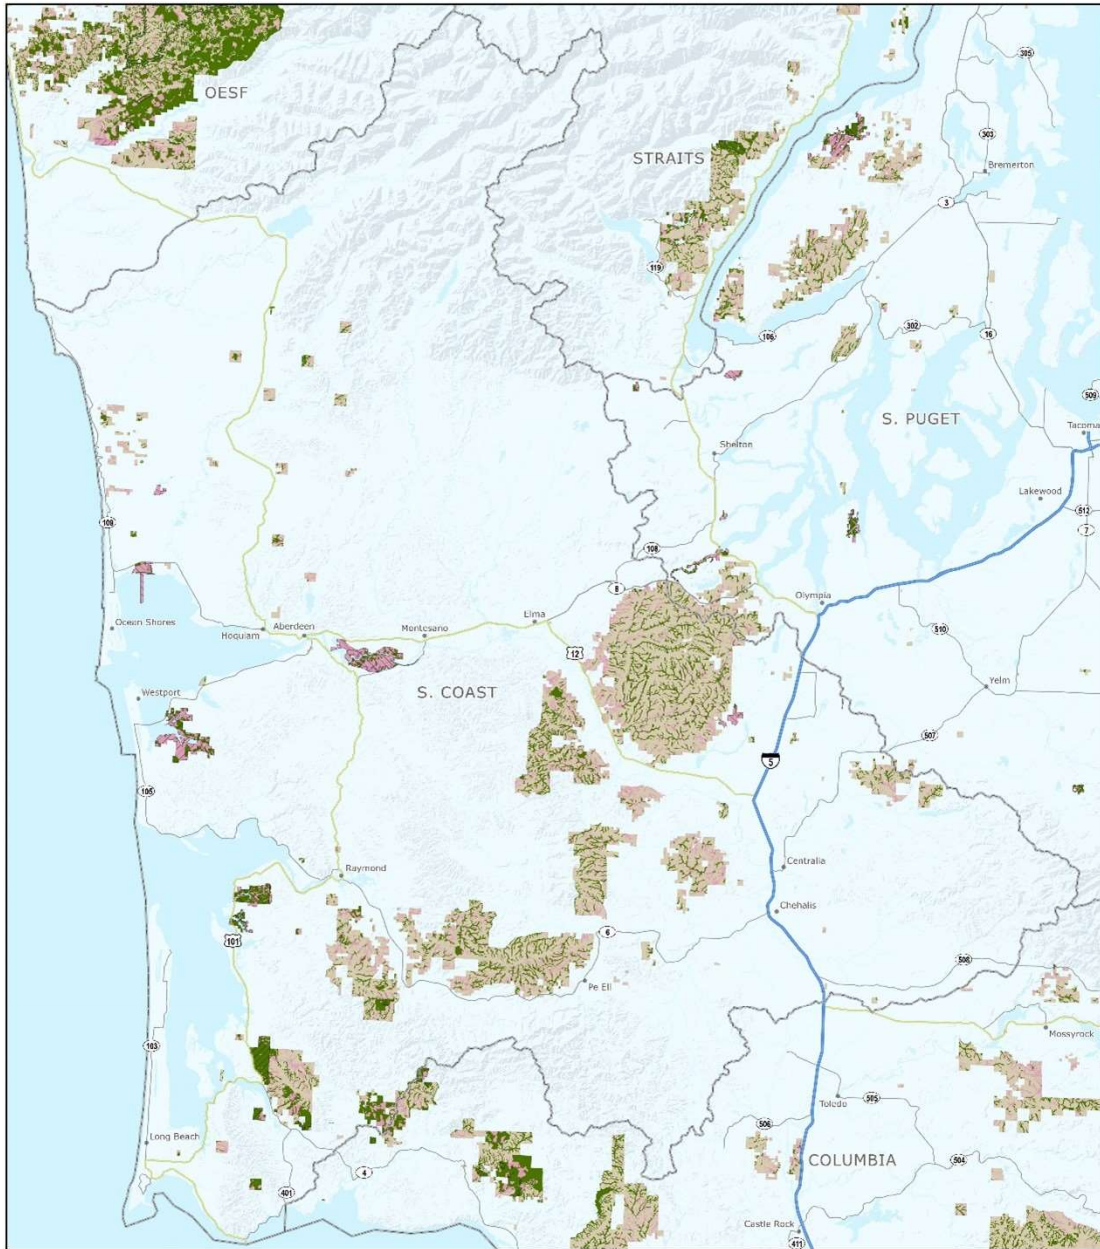 OESF
305
303
STRAITS
Bremerton
3
119
106
302
16
509
S. PUGET
Tacoma
Shelton
Lakewood
512
7
109
108
8
Olympia
Ocean Shores
Hoquiam
Aberdeen
Montesano
Elma
510
12
Yelm
S. COAST
Westport
507
5
105
Centralia
Raymond
Chehalis
101
6
508
Pe Ell
Mossyrock
103
Toledo
505
506
Long Beach
COLUMBIA
504
4
401
Castle Rock
411